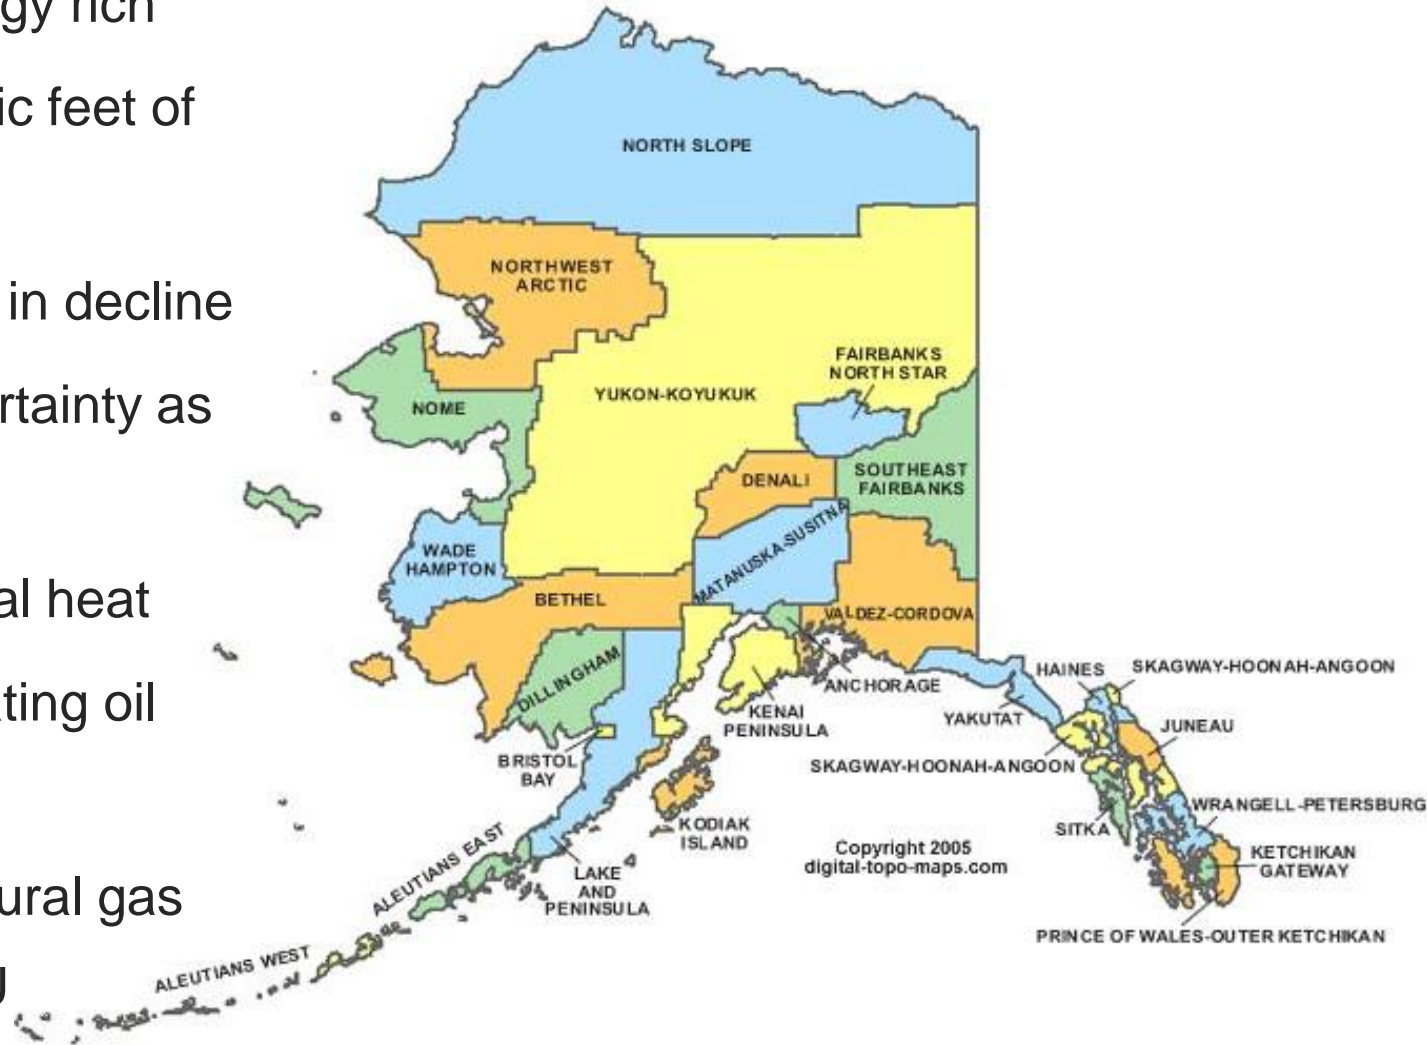 gy rich
ic feet of
in decline
rtainty as
al heat
ting oil
ural gas
g
NORTH SLOPE
NORTHWEST
ARCTIC
FAIRBANKS
NORTH STAR
YUKON-KOYUKUK
NOME
DENALI
SOUTHEAST
FAIRBANKS
WADE
HAMPTON
MATANUSKA-SUSITNA
BETHEL
VALDEZ-CORDOVA
DILLINGHAM
HAINES
SKAGWAY-HOONAH-ANGOON
ANCHORAGE
KENAI
PENINSULA
YAKUTAT
JUNEAU
BRISTOL
BAY
SKAGWAY-HOONAH-ANGOON
WRANGELL-PETERSBURG
KODIAK
ISLAND
SITKA
ALEUTIANS EAST
Copyright 2005
digital-topo-maps.com
KETCHIKAN
GATEWAY
LAKE
AND
PENINSULA
PRINCE OF WALES-OUTER KETCHIKAN
ALEUTIANS WEST